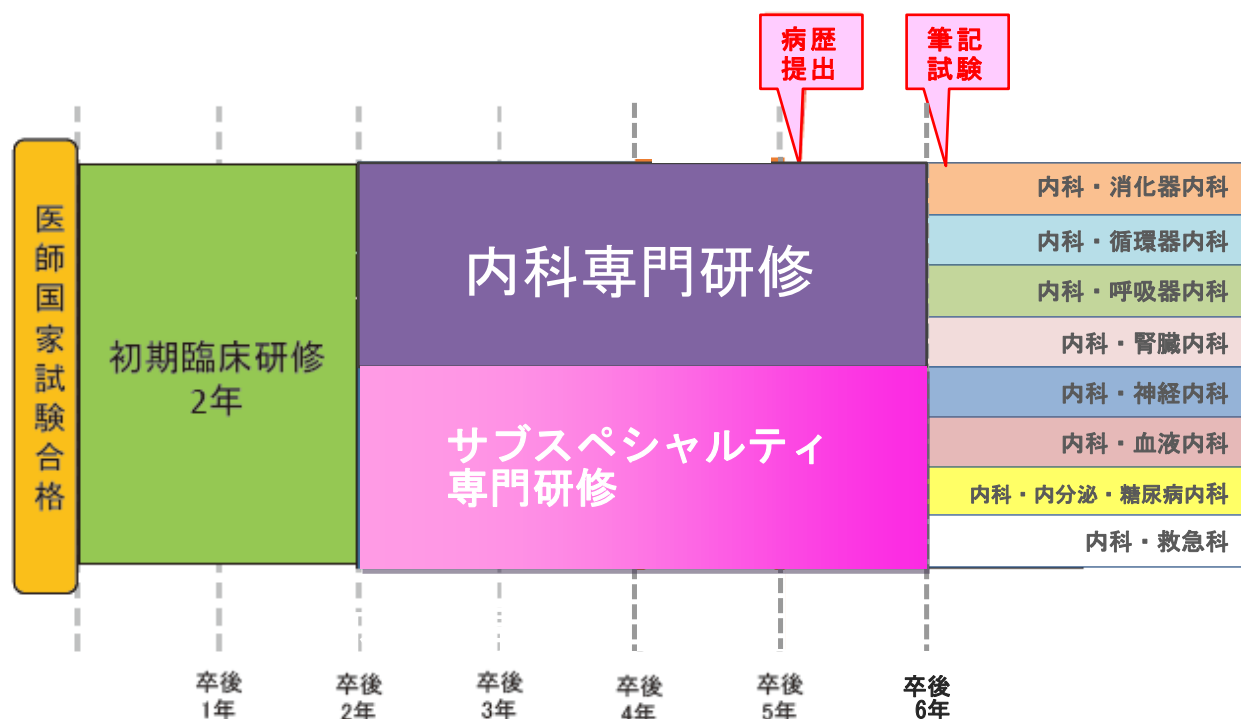 病歴
提出
筆記
試験
医師国家試験合格
初期臨床研修
2年
内科専門研修
サブスペシャルティ
専門研修
内科・消化器内科
内科・循環器内科
内科・呼吸器内科
内科・腎臓内科
内科・神経内科
内科・血液内科
内科・内分泌・糖尿病内科
内科・救急科
卒後
1年
卒後
2年
卒後
3年
卒後
4年
卒後
5年
卒後
6年